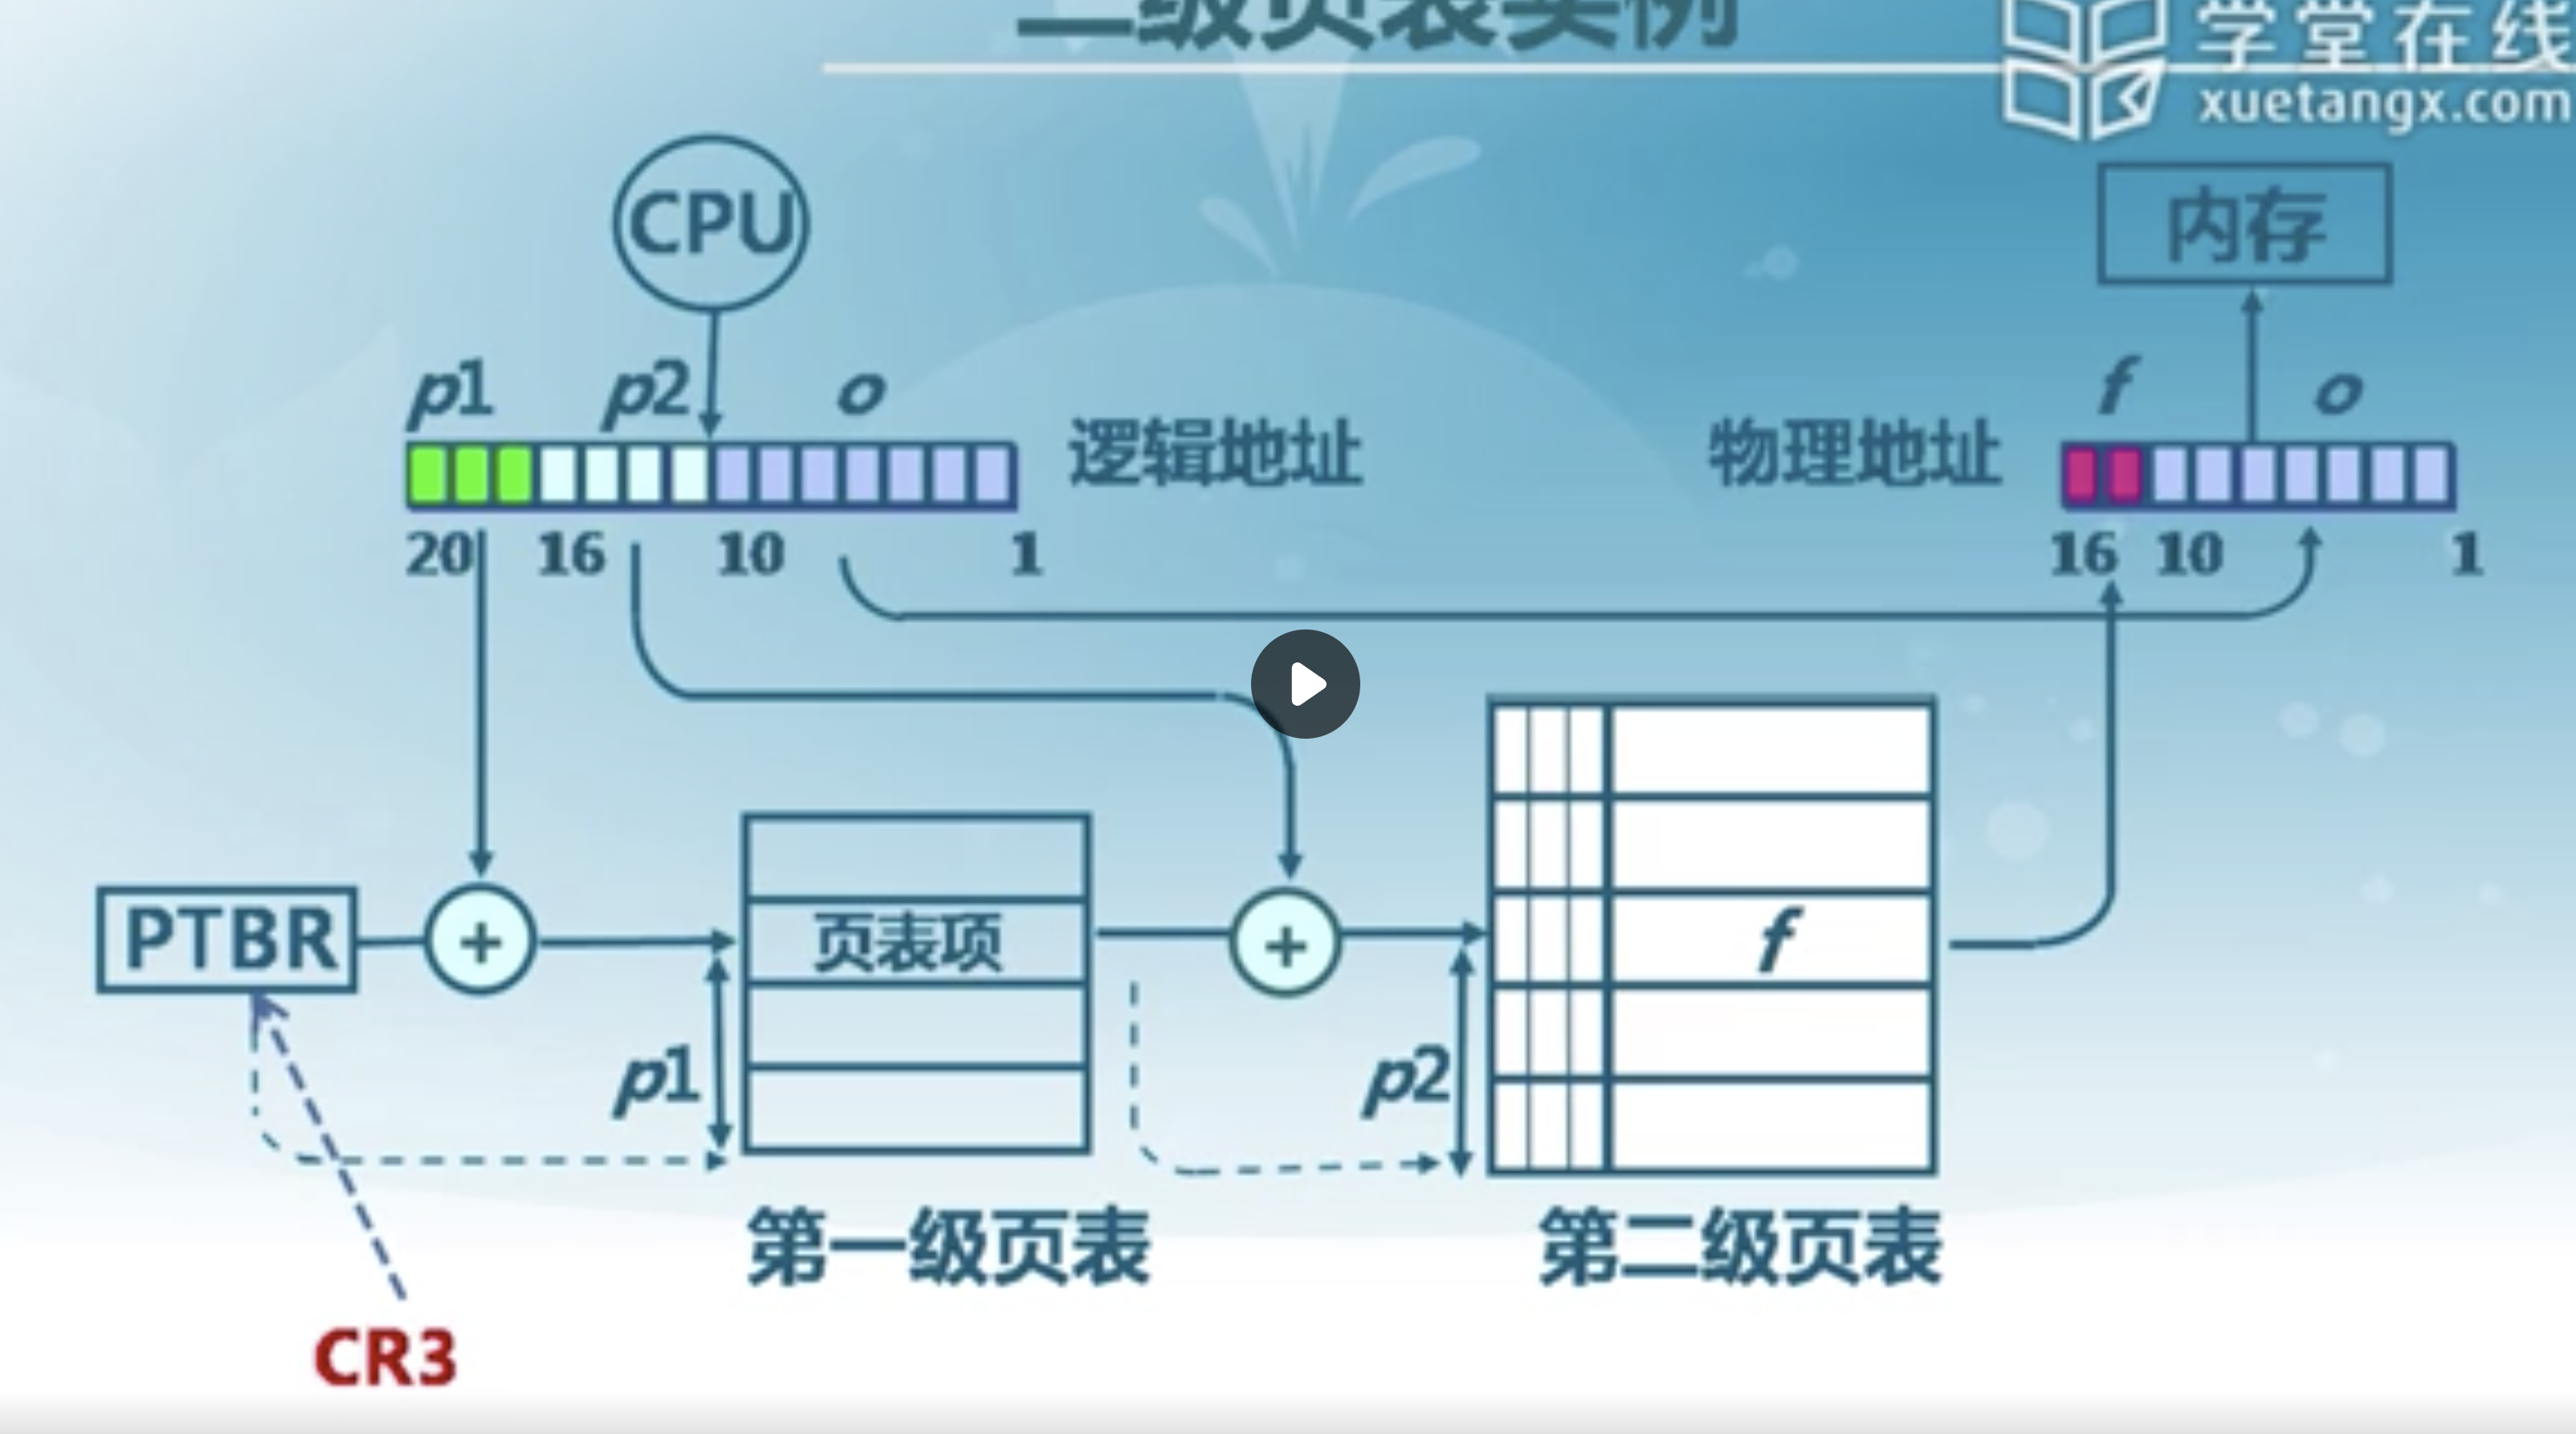 二级页表实例
学堂在线
xuetangx.com
CPU
内存
p1 p2 o
f o
逻辑地址
物理地址
20 16 10 1
16 10 1
PTBR
+
页表项
+
f
p1
p2
第一级页表
第二级页表
CR3